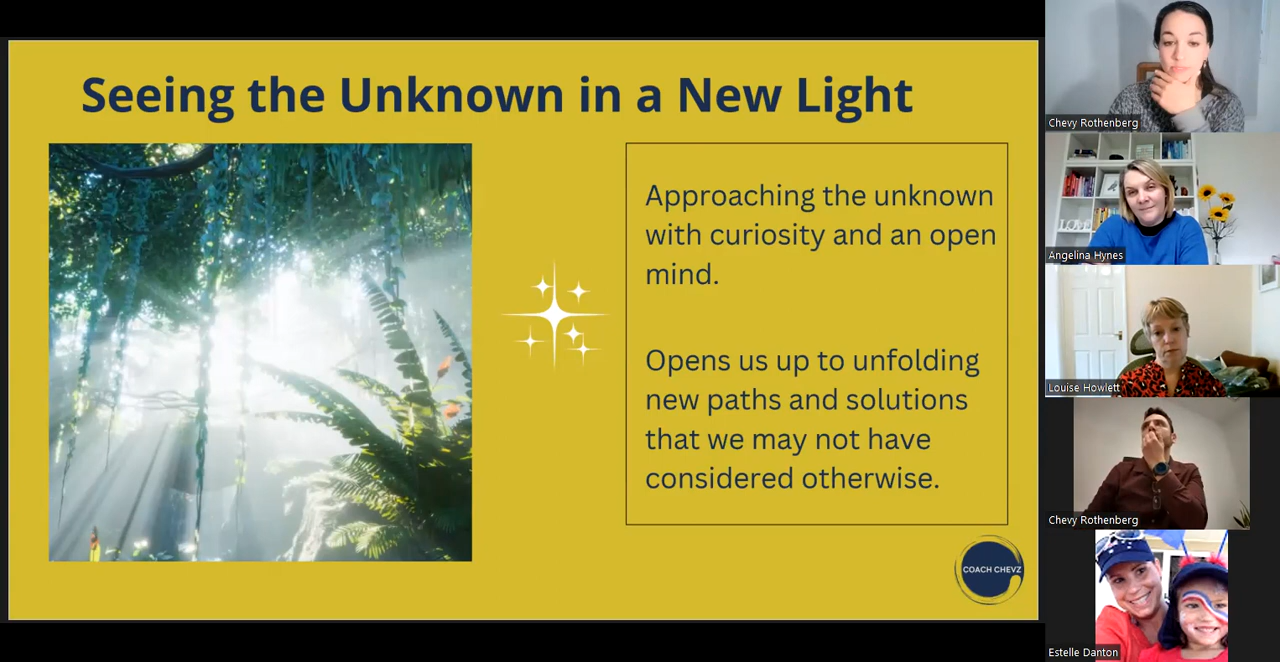 Seeing the Unknown in a New Light
Approaching the unknown
with curiosity and an open
mind.
Opens us up to unfolding
new paths and solutions
that we may not have
considered otherwise.
COACH CHEVZ
Chevy Rothenberg
Angelina Hynes
Louise Howlett
Chevy Rothenberg
Estelle Danton